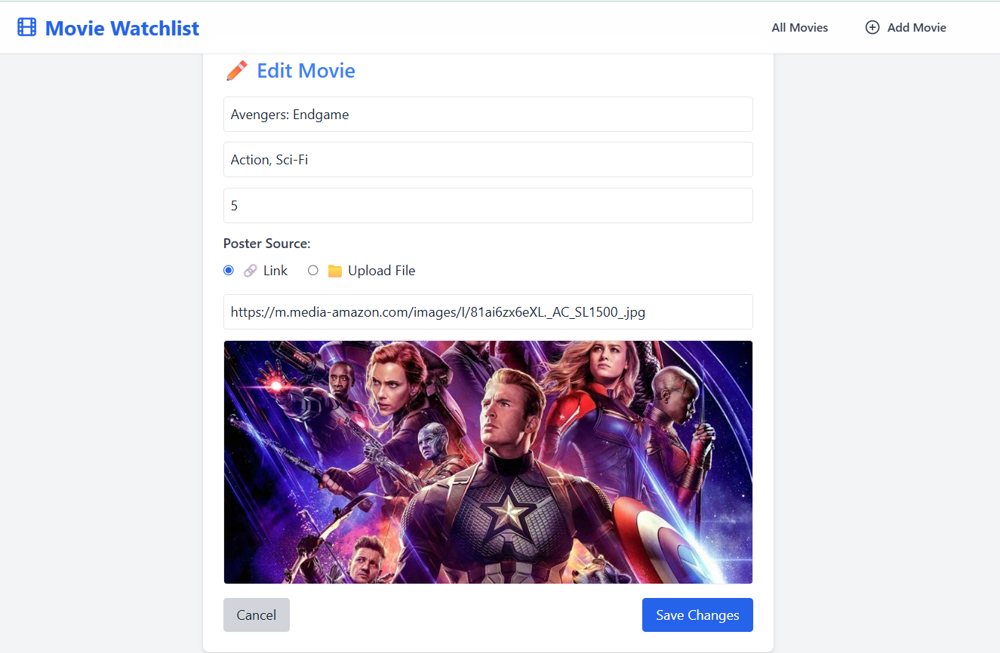 Movie Watchlist
All Movies
Add Movie
Edit Movie
Avengers: Endgame
Action, Sci-Fi
5
Poster Source:
Link
Upload File
https://m.media-amazon.com/images/I/81ai6zx6eXL._AC_SL1500_.jpg
Cancel
Save Changes